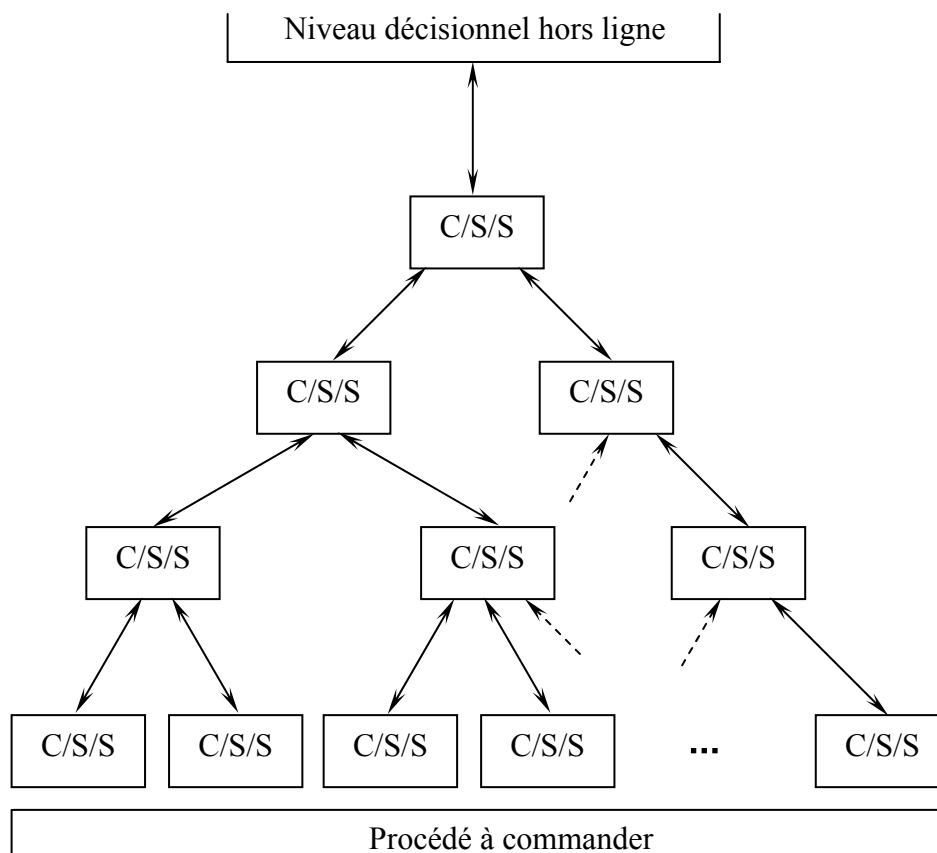 Niveau décisionnel hors ligne
C/S/S
C/S/S C/S/S
C/S/S C/S/S C/S/S
C/S/S C/S/S C/S/S C/S/S ... C/S/S
Procédé à commander